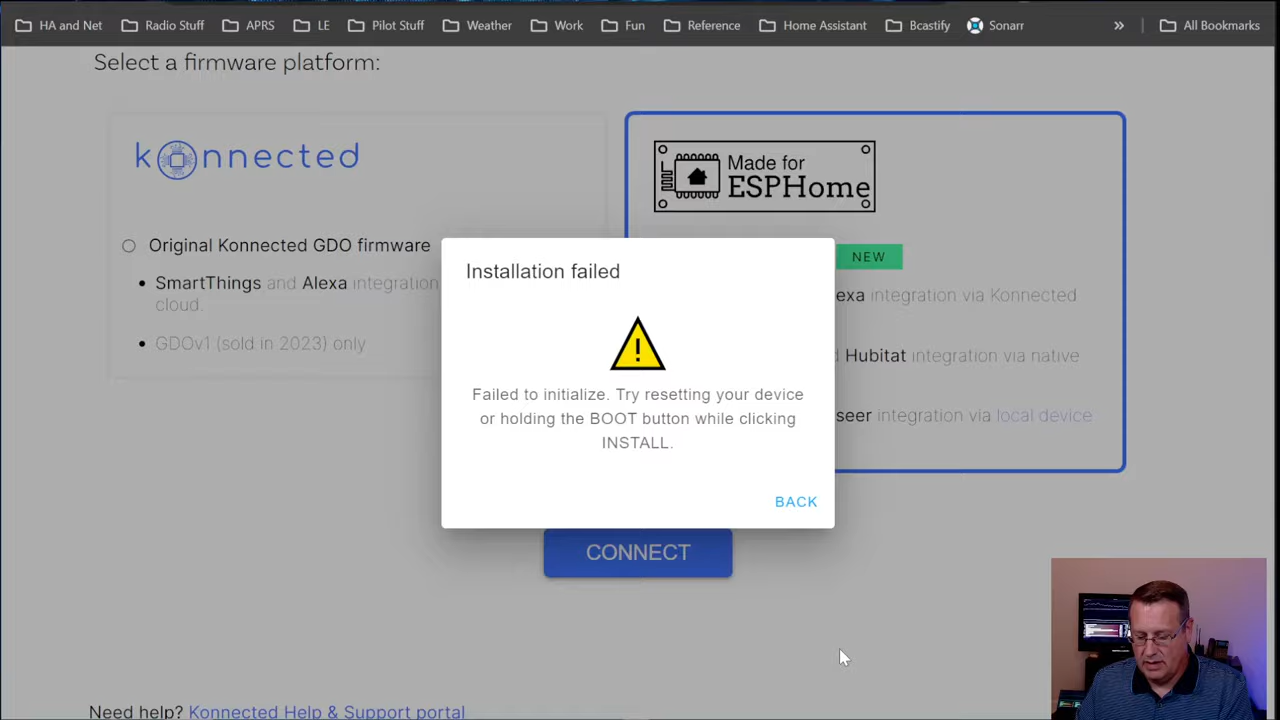 HA and Net Radio Stuff APRS LE Pilot Stuff Weather Work Fun Reference Home Assistant Bcastify Sonarr » All Bookmarks
Select a firmware platform:
konnected
Original Konnected GDO firmware
• SmartThings and Alexa integration
cloud.
• GDOv1 (sold in 2023) only
Made for
ESPHome
NEW
exa integration via Konnected
d Hubitat integration via native
seer integration via local device
Installation failed
Failed to initialize. Try resetting your device
or holding the BOOT button while clicking
INSTALL.
BACK
CONNECT
Need help? Konnected Help & Support portal